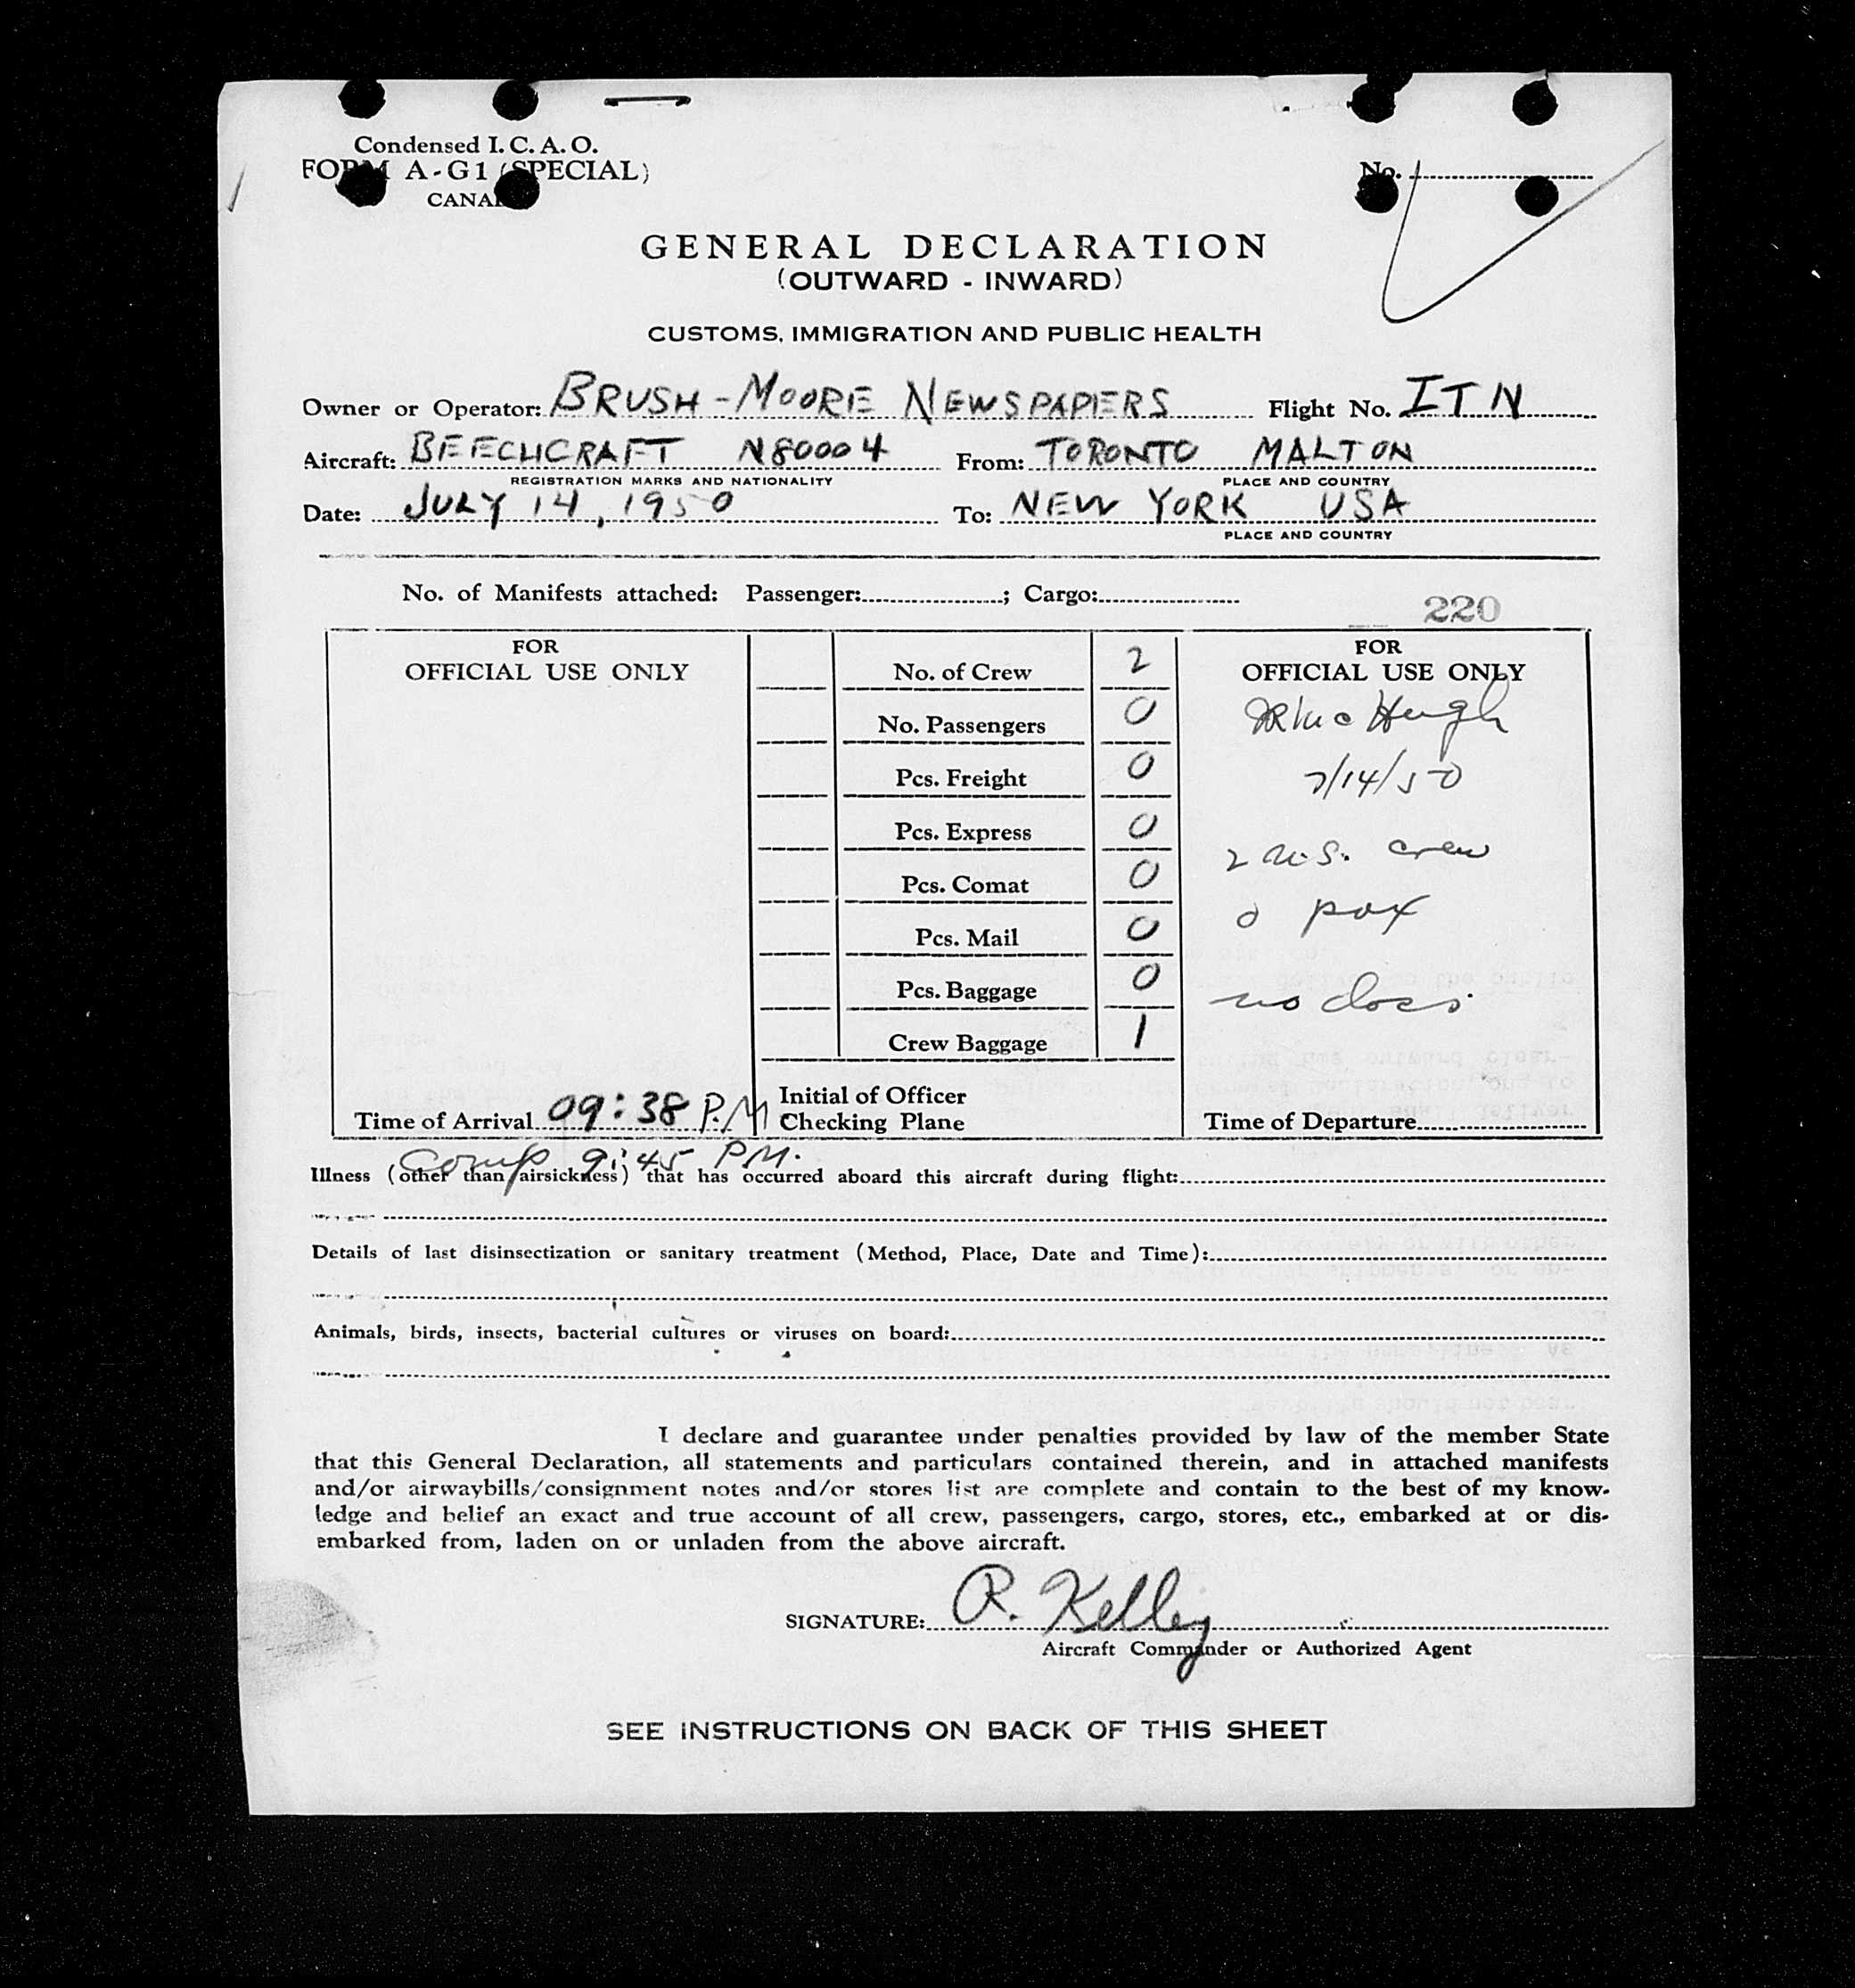 Condensed I. C. A. O.
FORM A-G1 (SPECIAL)
CANADA
No.
GENERAL DECLARATION
(OUTWARD - INWARD)
CUSTOMS, IMMIGRATION AND PUBLIC HEALTH
Owner or Operator: BRUSH-MOORE NEWSPAPERS Flight No. ITN
Aircraft: BEECHCRAFT N80004 From: TORONTO MALTON
REGISTRATION MARKS AND NATIONALITY PLACE AND COUNTRY
Date: JULY 14, 1950 To: NEW YORK USA
PLACE AND COUNTRY
No. of Manifests attached: Passenger: ; Cargo:
220
FOR
OFFICIAL USE ONLY
No. of Crew 2
No. Passengers 0
Pcs. Freight 0
Pcs. Express 0
Pcs. Comat 0
Pcs. Mail 0
Pcs. Baggage 0
Crew Baggage 1
FOR
OFFICIAL USE ONLY
7/14/50
2 U.S. crew
0 pax
no docs.
Time of Arrival 09:38 P.M
Initial of Officer
Checking Plane
Time of Departure
Comp 9:45 PM.
Illness (other than airsickness) that has occurred aboard this aircraft during flight:
Details of last disinsectization or sanitary treatment (Method, Place, Date and Time):
Animals, birds, insects, bacterial cultures or viruses on board:
I declare and guarantee under penalties provided by law of the member State
that this General Declaration, all statements and particulars contained therein, and in attached manifests
and/or airwaybills/consignment notes and/or stores list are complete and contain to the best of my know-
ledge and belief an exact and true account of all crew, passengers, cargo, stores, etc., embarked at or dis-
embarked from, laden on or unladen from the above aircraft.
SIGNATURE: R. Kelley
Aircraft Commander or Authorized Agent
SEE INSTRUCTIONS ON BACK OF THIS SHEET